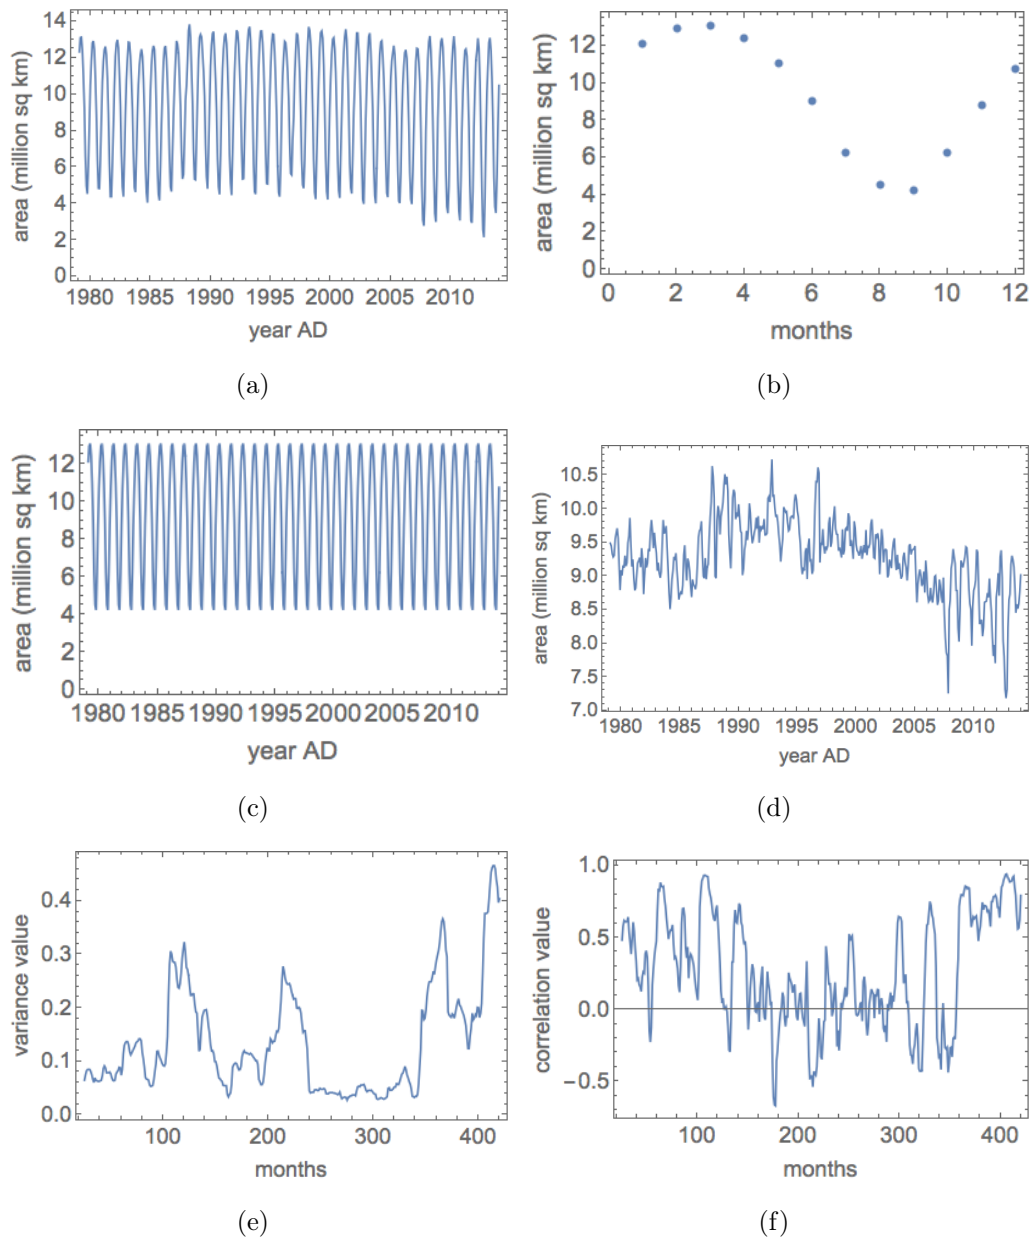 14
12
10
8
6
4
2
0
area (million sq km)
1980 1985 1990 1995 2000 2005 2010
year AD
(a)
12
10
8
6
4
2
0
area (million sq km)
0 2 4 6 8 10 12
months
(b)
12
10
8
6
4
2
0
area (million sq km)
1980 1985 1990 1995 2000 2005 2010
year AD
(c)
10.5
10.0
9.5
9.0
8.5
8.0
7.5
7.0
area (million sq km)
1980 1985 1990 1995 2000 2005 2010
year AD
(d)
0.4
0.3
0.2
0.1
0.0
variance value
100 200 300 400
months
(e)
1.0
0.5
0.0
−0.5
correlation value
100 200 300 400
months
(f)